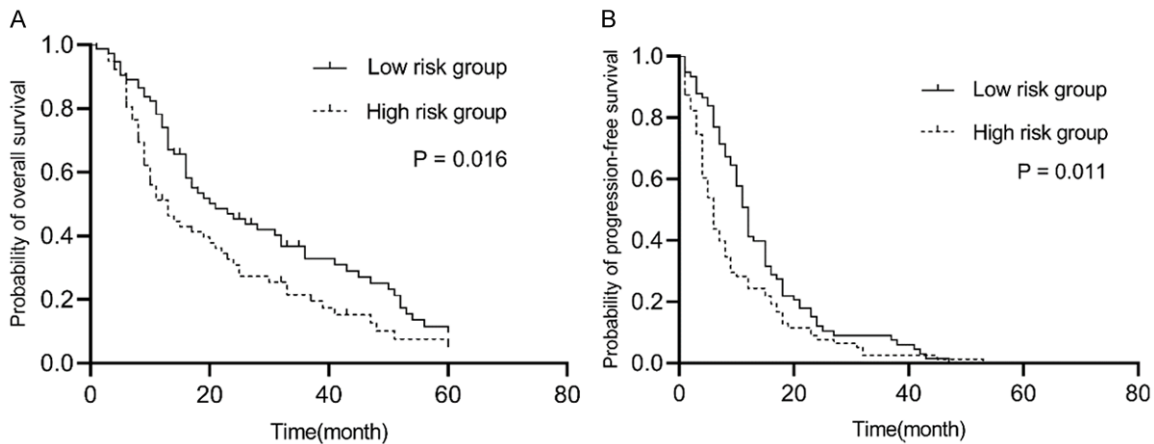 A
Probability of overall survival
1.0
0.8
0.6
0.4
0.2
0.0
Low risk group
High risk group
P = 0.016
0 20 40 60 80
Time(month)
B
Probability of progression-free survival
1.0
0.8
0.6
0.4
0.2
0.0
Low risk group
High risk group
P = 0.011
0 20 40 60 80
Time(month)